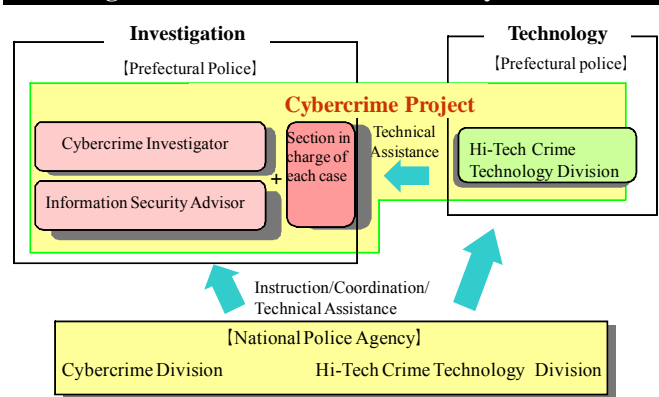 Investigation
【Prefectural Police】
Technology
【Prefectural police】
Cybercrime Project
Cybercrime Investigator
Information Security Advisor
+
Section in
charge of
each case
Technical
Assistance
Hi-Tech Crime
Technology Division
Instruction/Coordination/
Technical Assistance
【National Police Agency】
Cybercrime Division
Hi-Tech Crime Technology Division